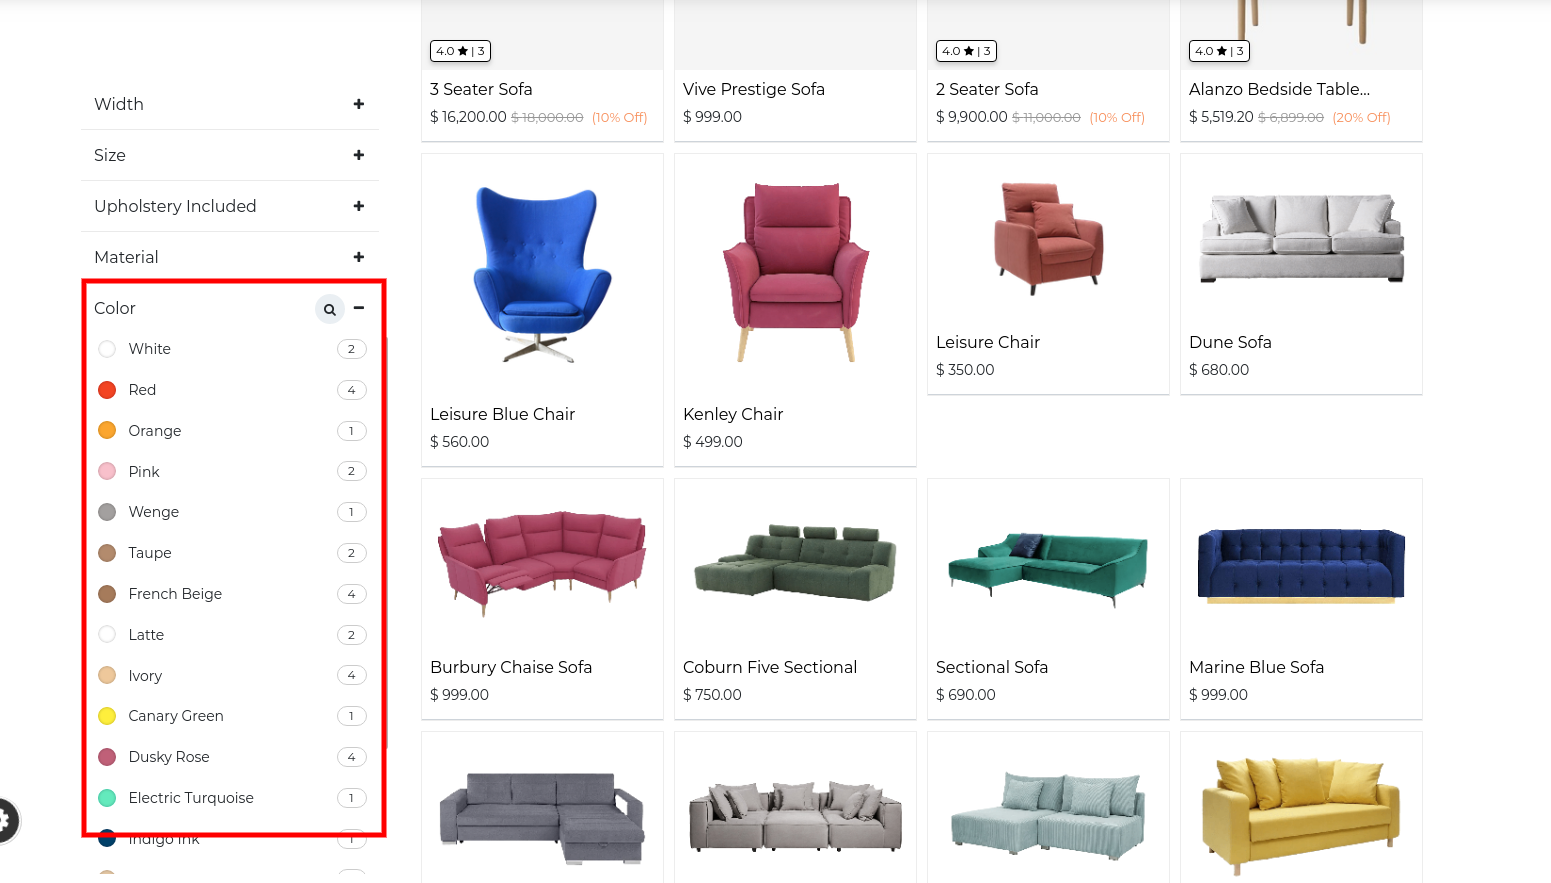 Width
Size
Upholstery Included
Material
Color
White 2
Red 4
Orange 1
Pink 2
Wenge 1
Taupe 2
French Beige 4
Latte 2
Ivory 4
Canary Green 1
Dusky Rose 4
Electric Turquoise 1
Indigo Ink 1
4.0 ★ | 3
3 Seater Sofa
$ 16,200.00 $ 18,000.00 (10% Off)
Vive Prestige Sofa
$ 999.00
4.0 ★ | 3
2 Seater Sofa
$ 9,900.00 $ 11,000.00 (10% Off)
4.0 ★ | 3
Alanzo Bedside Table...
$ 5,519.20 $ 6,899.00 (20% Off)
Leisure Blue Chair
$ 560.00
Kenley Chair
$ 499.00
Leisure Chair
$ 350.00
Dune Sofa
$ 680.00
Burbury Chaise Sofa
$ 999.00
Coburn Five Sectional
$ 750.00
Sectional Sofa
$ 690.00
Marine Blue Sofa
$ 999.00